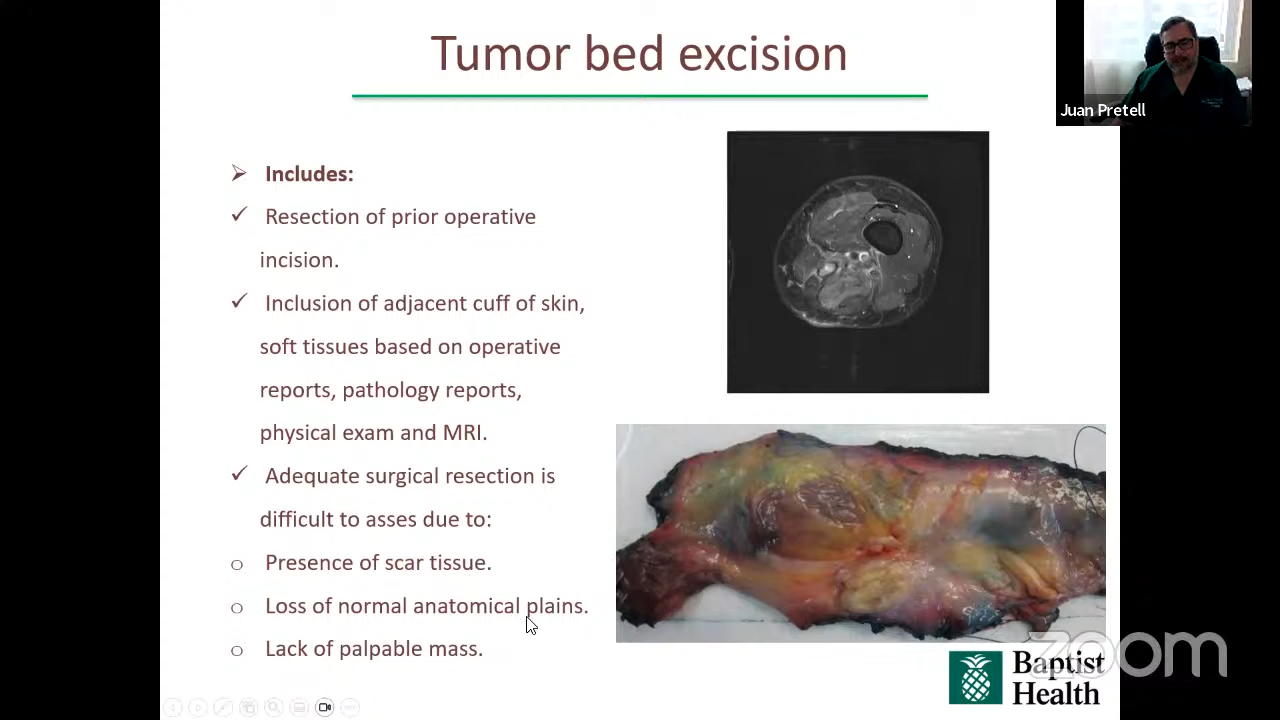 Tumor bed excision
Juan Pretell
Includes:
Resection of prior operative
incision.
Inclusion of adjacent cuff of skin,
soft tissues based on operative
reports, pathology reports,
physical exam and MRI.
Adequate surgical resection is
difficult to asses due to:
Presence of scar tissue.
Loss of normal anatomical plains.
Lack of palpable mass.
zoom
Baptist
Health